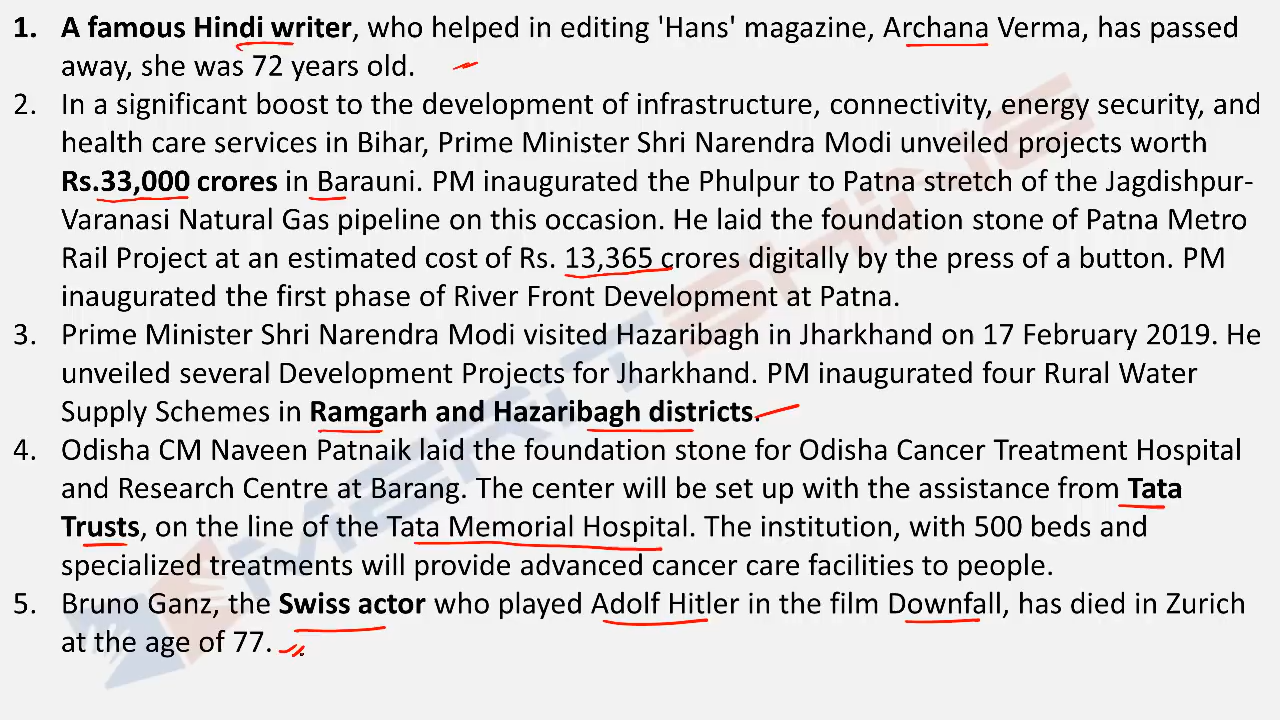 1. A famous Hindi writer, who helped in editing 'Hans' magazine, Archana Verma, has passed
away, she was 72 years old.
2. In a significant boost to the development of infrastructure, connectivity, energy security, and
health care services in Bihar, Prime Minister Shri Narendra Modi unveiled projects worth
Rs.33,000 crores in Barauni. PM inaugurated the Phulpur to Patna stretch of the Jagdishpur-
Varanasi Natural Gas pipeline on this occasion. He laid the foundation stone of Patna Metro
Rail Project at an estimated cost of Rs. 13,365 crores digitally by the press of a button. PM
inaugurated the first phase of River Front Development at Patna.
3. Prime Minister Shri Narendra Modi visited Hazaribagh in Jharkhand on 17 February 2019. He
unveiled several Development Projects for Jharkhand. PM inaugurated four Rural Water
Supply Schemes in Ramgarh and Hazaribagh districts.
4. Odisha CM Naveen Patnaik laid the foundation stone for Odisha Cancer Treatment Hospital
and Research Centre at Barang. The center will be set up with the assistance from Tata
Trusts, on the line of the Tata Memorial Hospital. The institution, with 500 beds and
specialized treatments will provide advanced cancer care facilities to people.
5. Bruno Ganz, the Swiss actor who played Adolf Hitler in the film Downfall, has died in Zurich
at the age of 77.
MERITSHINE